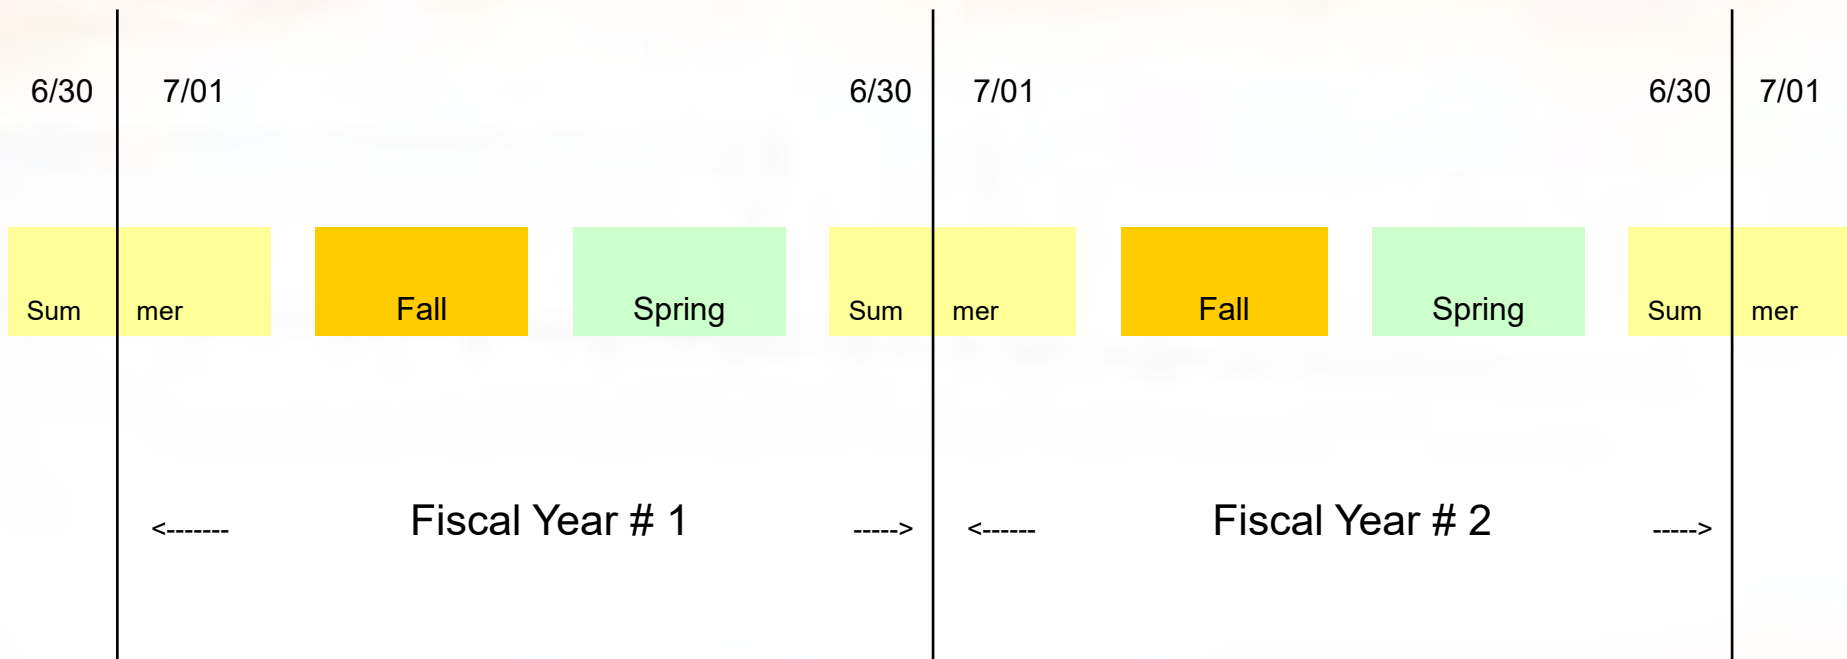 6/30 7/01 6/30 7/01 6/30 7/01
Sum mer Fall Spring Sum mer Fall Spring Sum mer
<------- Fiscal Year # 1 -----> <------ Fiscal Year # 2 ----->